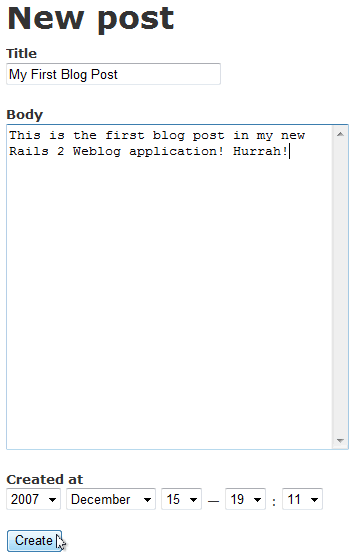 New post
Title
My First Blog Post
Body
This is the first blog post in my new
Rails 2 Weblog application! Hurrah!
Created at
2007 December 15 — 19 : 11
Create